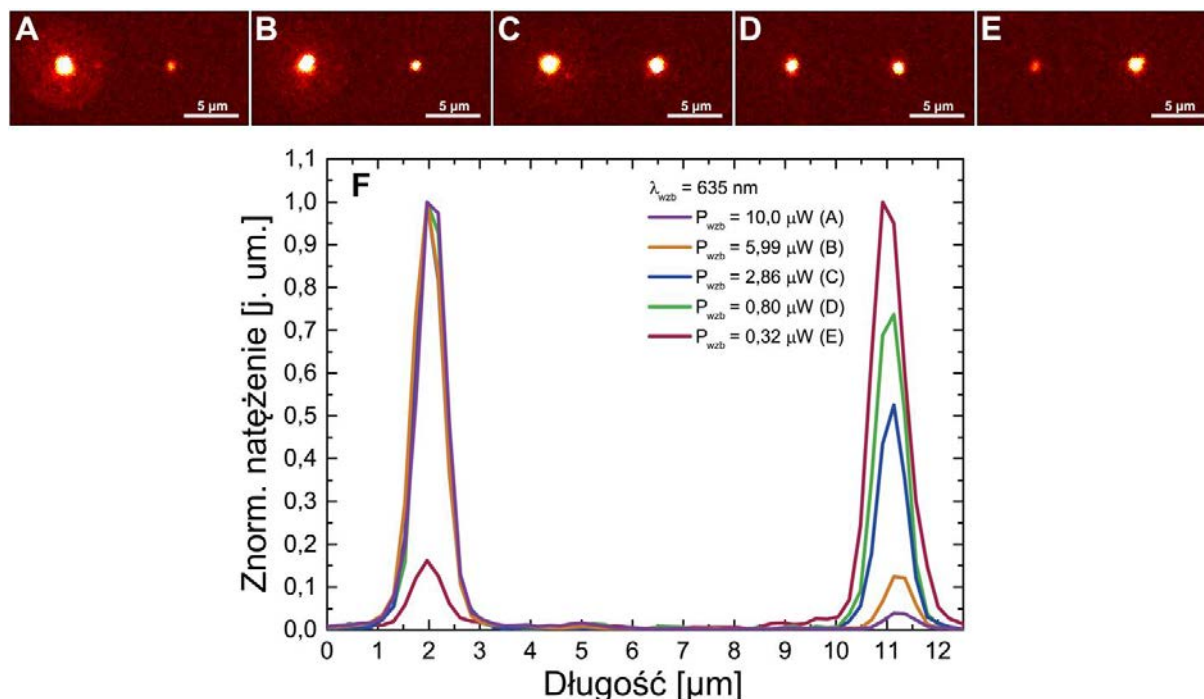 A B C D E
5 µm 5 µm 5 µm 5 µm 5 µm
F
λwzb = 635 nm
Pwzb = 10,0 µW (A)
Pwzb = 5,99 µW (B)
Pwzb = 2,86 µW (C)
Pwzb = 0,80 µW (D)
Pwzb = 0,32 µW (E)
Znorm. natężenie [j. um.]
1,1
1,0
0,9
0,8
0,7
0,6
0,5
0,4
0,3
0,2
0,1
0,0
0 1 2 3 4 5 6 7 8 9 10 11 12
Długość [µm]